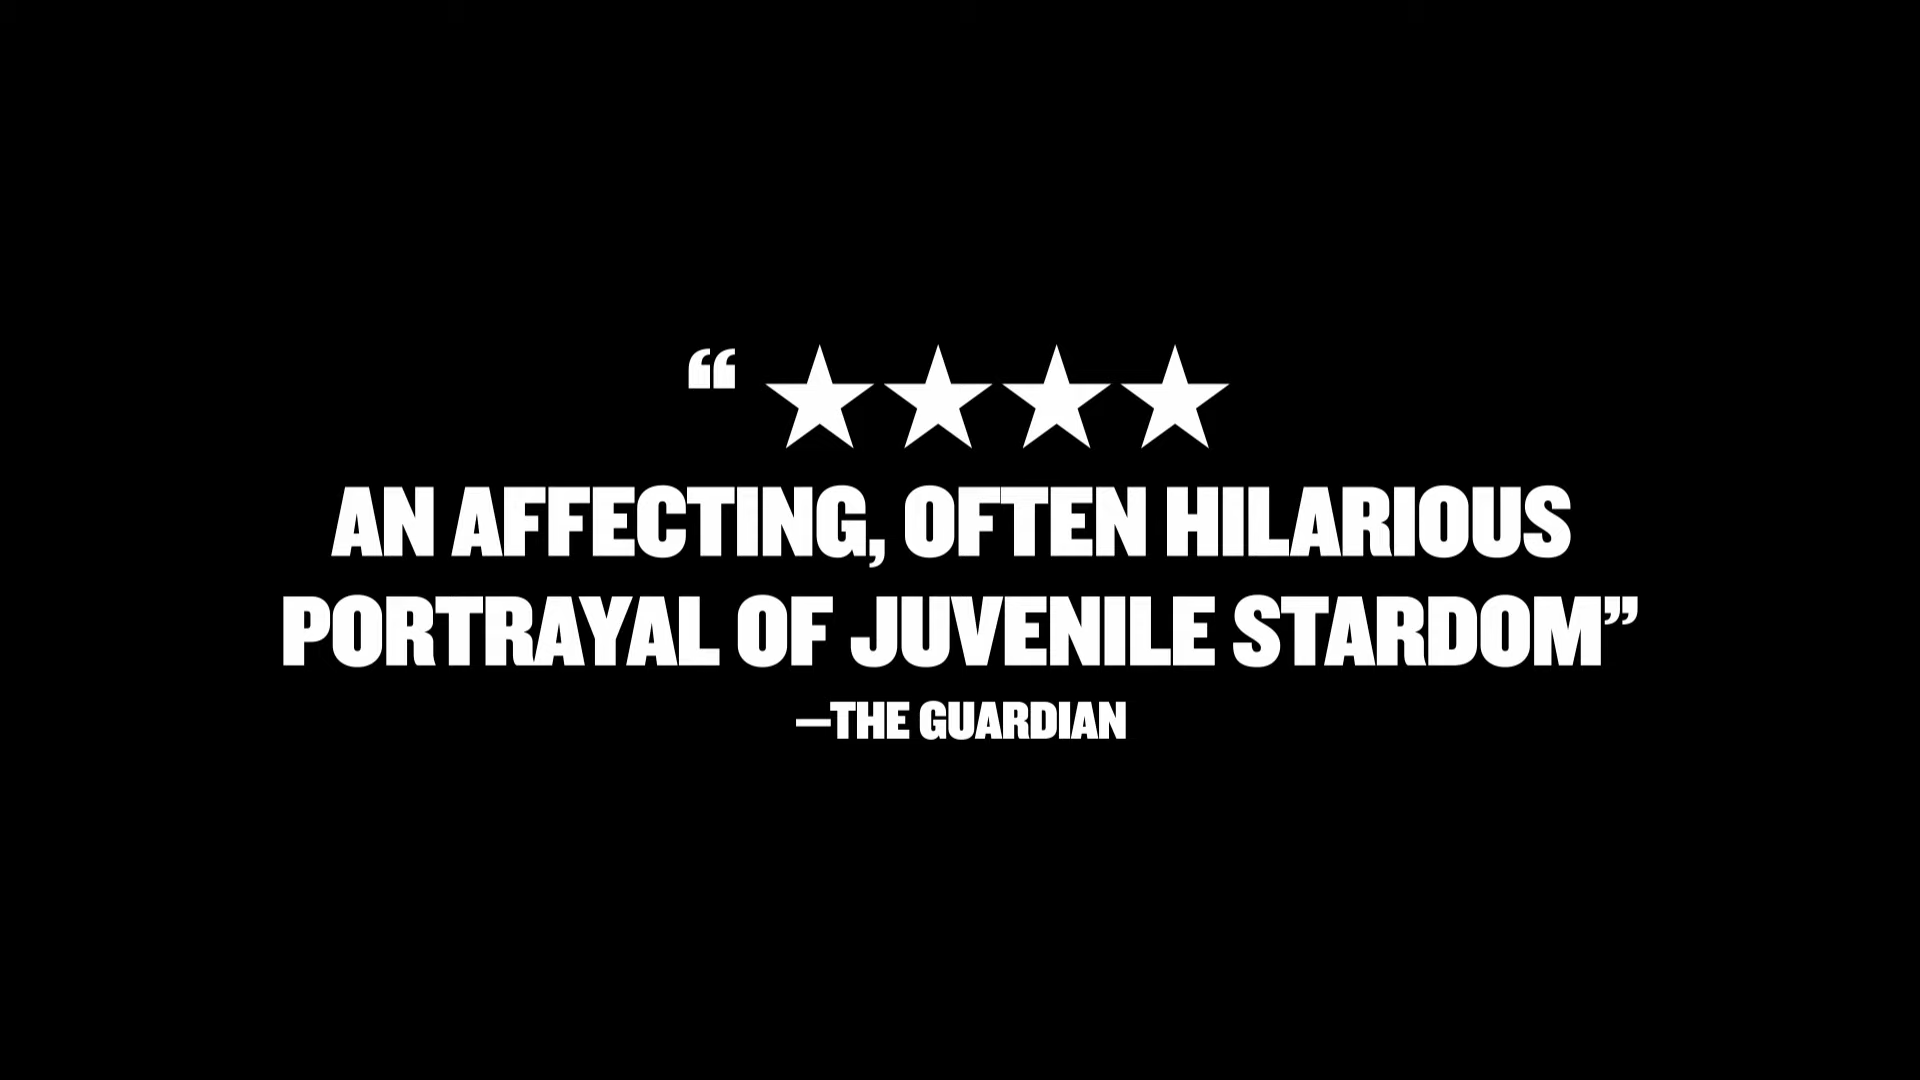 “★★★★
AN AFFECTING, OFTEN HILARIOUS
PORTRAYAL OF JUVENILE STARDOM”
—THE GUARDIAN